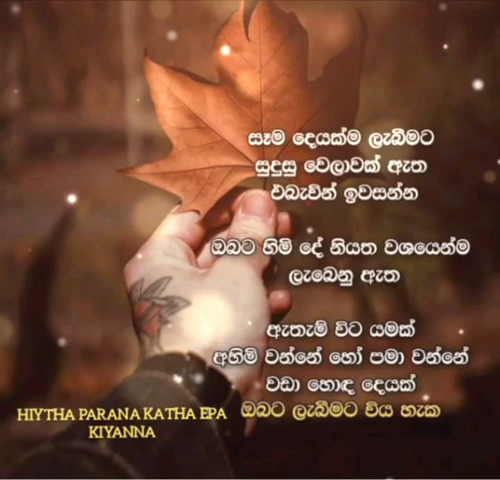 සෑම දෙයක්ම ලැබීමට
සුදුසු වෙලාවක් ඇත
එබැවින් ඉවසන්න
ඔබට හිමි දේ නියත වශයෙන්ම
ලැබෙනු ඇත
ඇතැම් විට යමක්
අහිමි වන්නේ හෝ පමා වන්නේ
වඩා හොඳ දෙයක්
ඔබට ලැබීමට විය හැක
HIYTHA PARANA KATHA EPA
KIYANNA